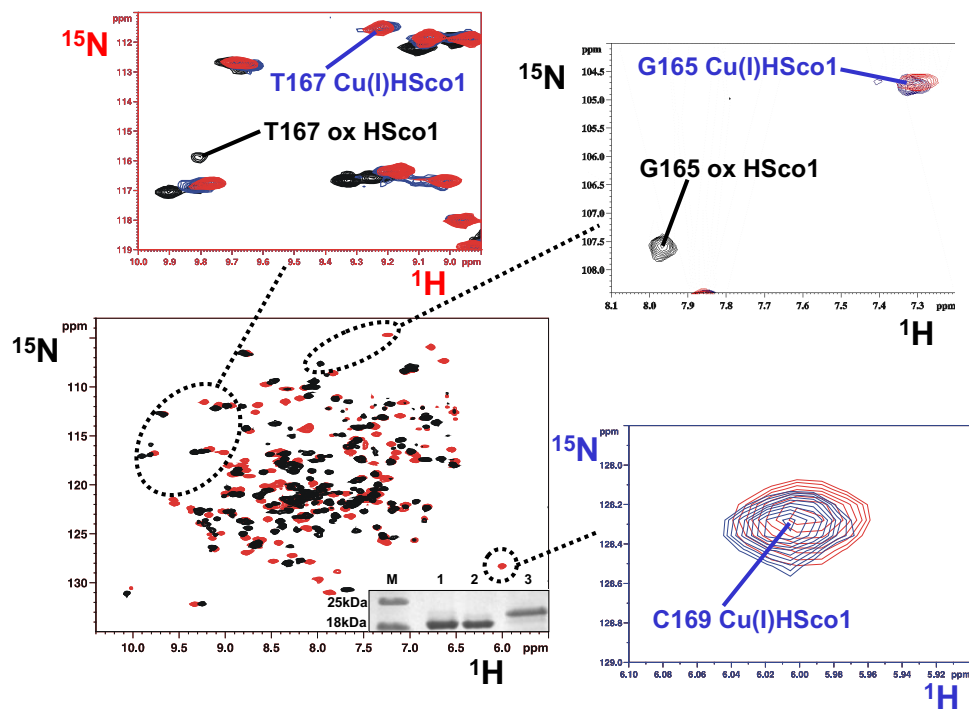 ppm
15N
112
113
114
115
116
117
118
119
T167 Cu(I)HSco1
T167 ox HSco1
10.0 9.9 9.8 9.7 9.6 9.5 9.4 9.3 9.2 9.1 9.0 ppm
1H
ppm
15N
104.0
104.5
105.0
105.5
106.0
106.5
107.0
107.5
108.0
G165 Cu(I)HSco1
G165 ox HSco1
8.1 8.0 7.9 7.8 7.7 7.6 7.5 7.4 7.3 ppm
1H
ppm
15N
110
115
120
125
130
M 1 2 3
25kDa
18kDa
10.0 9.5 9.0 8.5 8.0 7.5 7.0 6.5 6.0 ppm
1H
ppm
15N
128.0
128.2
128.4
128.6
128.8
129.0
C169 Cu(I)HSco1
6.10 6.08 6.06 6.04 6.02 6.00 5.98 5.96 5.94 5.92 ppm
1H